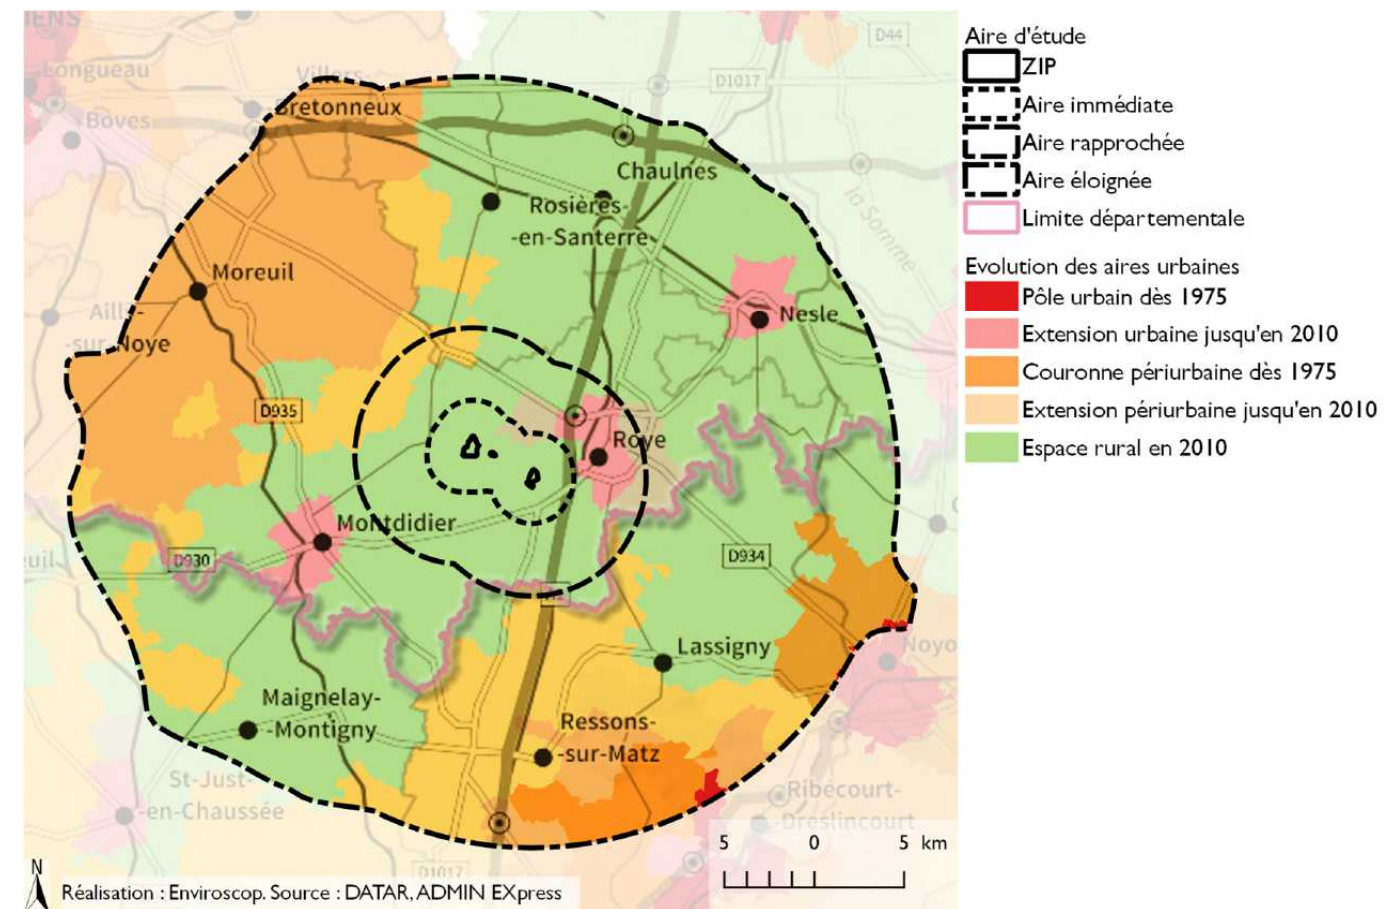 Longueau
Villers-
Bretonneux
Boves
D44
D1017
Chaulnes
Rosières-
-en-Santerre
la Somme
Moreuil
Nesle
-sur-Noye
D935
Roye
Montdidier
D930
D934
Lassigny
Maignelay-
-Montigny
Ressons-
-sur-Matz
St-Just-
-en-Chaussée
Ribécourt-
-Dreslincourt
D1017
5 0 5 km
N
Réalisation : Enviroscop. Source : DATAR, ADMIN EXpress
Aire d'étude
ZIP
Aire immédiate
Aire rapprochée
Aire éloignée
Limite départementale
Evolution des aires urbaines
Pôle urbain dès 1975
Extension urbaine jusqu'en 2010
Couronne périurbaine dès 1975
Extension périurbaine jusqu'en 2010
Espace rural en 2010